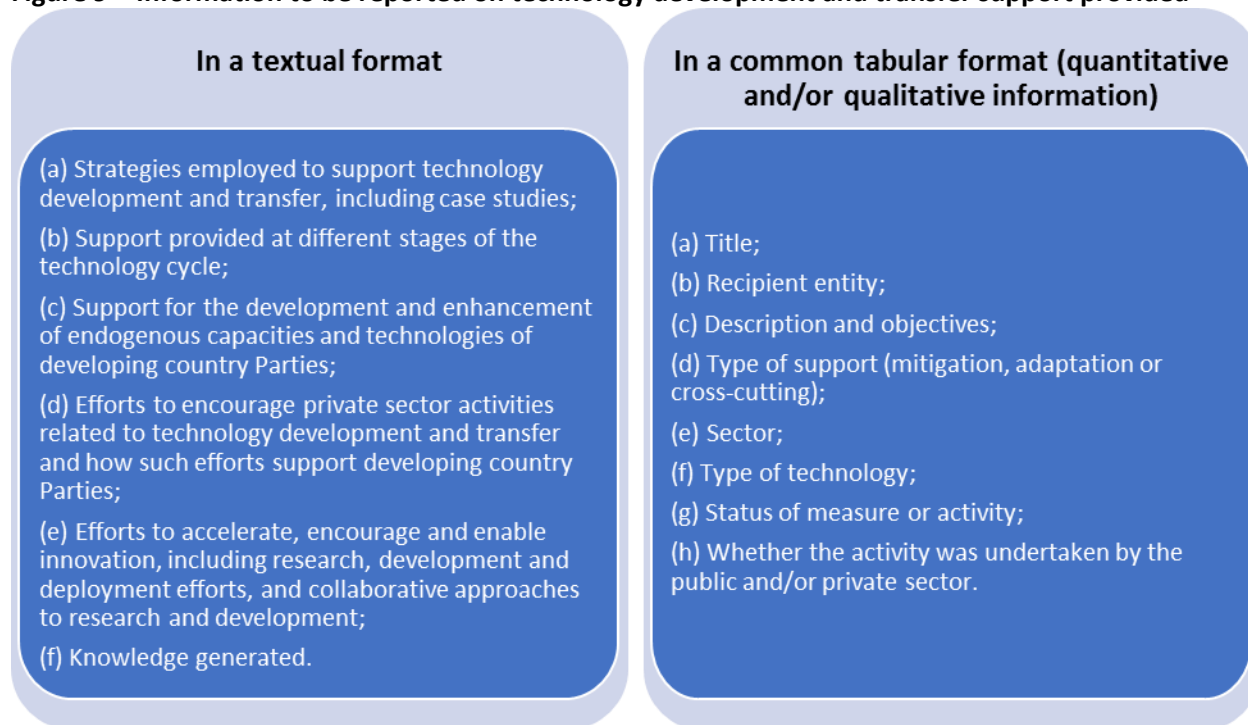 In a textual format
(a) Strategies employed to support technology
development and transfer, including case studies;
(b) Support provided at different stages of the
technology cycle;
(c) Support for the development and enhancement
of endogenous capacities and technologies of
developing country Parties;
(d) Efforts to encourage private sector activities
related to technology development and transfer
and how such efforts support developing country
Parties;
(e) Efforts to accelerate, encourage and enable
innovation, including research, development and
deployment efforts, and collaborative approaches
to research and development;
(f) Knowledge generated.
In a common tabular format (quantitative
and/or qualitative information)
(a) Title;
(b) Recipient entity;
(c) Description and objectives;
(d) Type of support (mitigation, adaptation or
cross-cutting);
(e) Sector;
(f) Type of technology;
(g) Status of measure or activity;
(h) Whether the activity was undertaken by the
public and/or private sector.